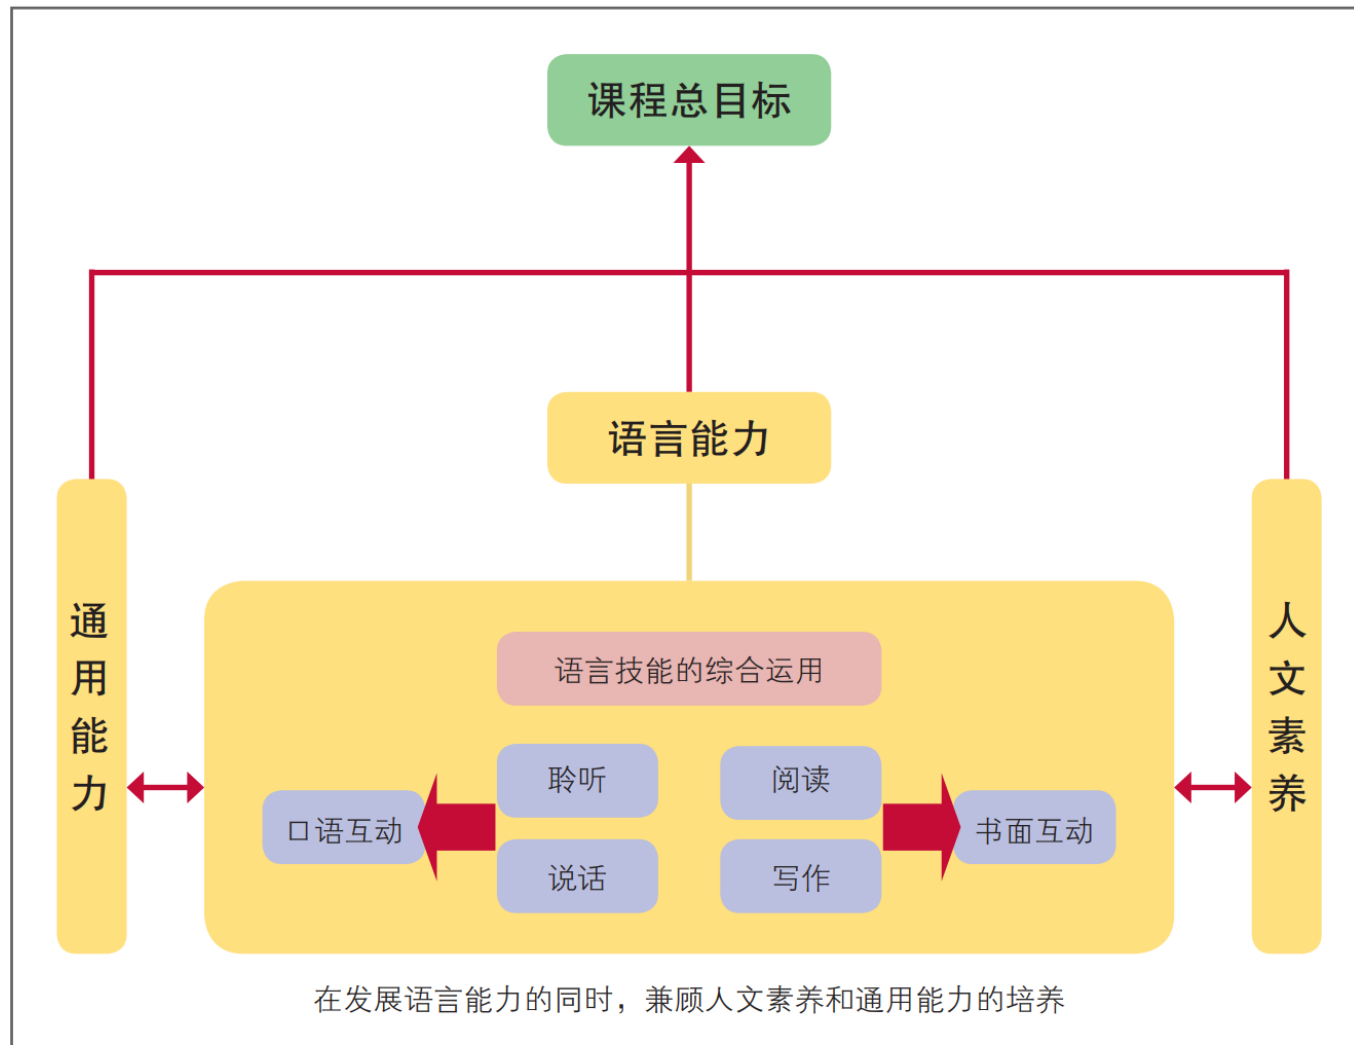 课程总目标
语言能力
通用能力
人文素养
语言技能的综合运用
聆听
阅读
口语互动
书面互动
说话
写作
在发展语言能力的同时，兼顾人文素养和通用能力的培养